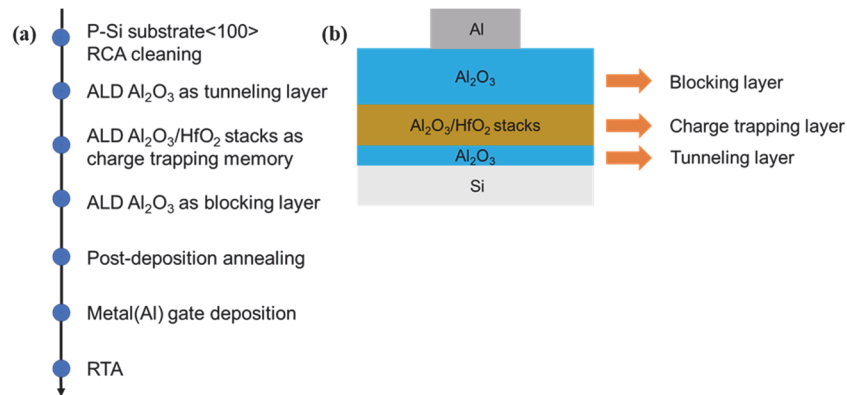 (a)
P-Si substrate<100>
RCA cleaning
ALD Al₂O₃ as tunneling layer
ALD Al₂O₃/HfO₂ stacks as
charge trapping memory
ALD Al₂O₃ as blocking layer
Post-deposition annealing
Metal(Al) gate deposition
RTA
(b)
Al
Al₂O₃
Blocking layer
Al₂O₃/HfO₂ stacks
Charge trapping layer
Al₂O₃
Tunneling layer
Si